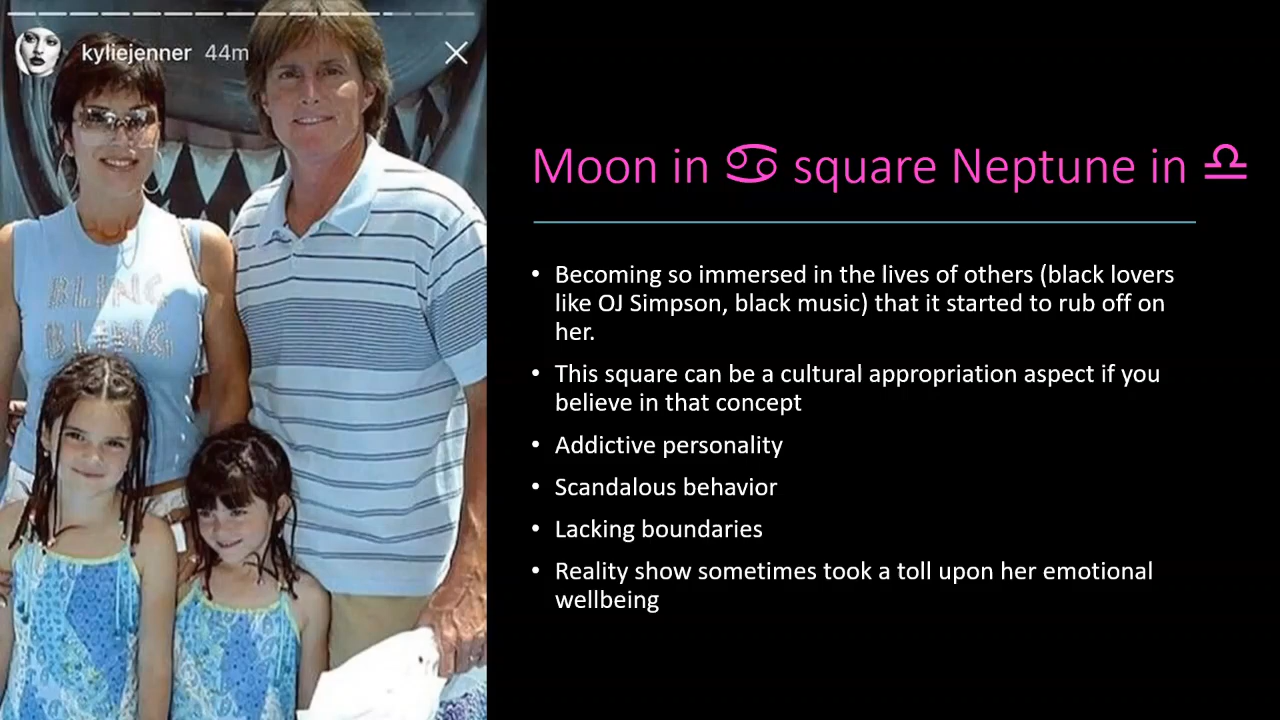 kyliejenner 44m
BLING
BLING
Moon in ♋ square Neptune in ♎
• Becoming so immersed in the lives of others (black lovers
like OJ Simpson, black music) that it started to rub off on
her.
• This square can be a cultural appropriation aspect if you
believe in that concept
• Addictive personality
• Scandalous behavior
• Lacking boundaries
• Reality show sometimes took a toll upon her emotional
wellbeing